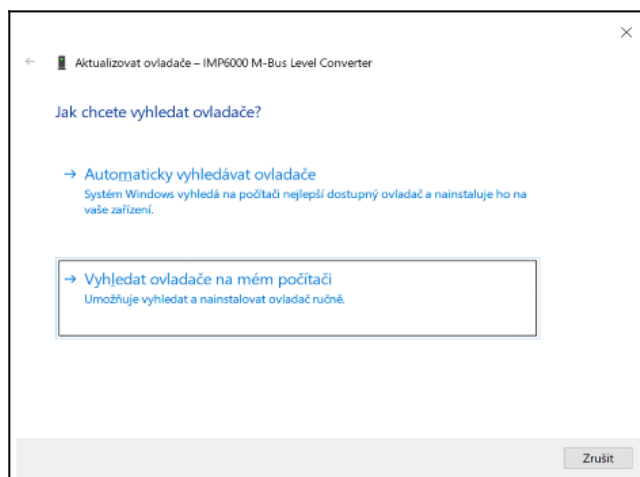 Aktualizovat ovladače – IMP6000 M-Bus Level Converter
Jak chcete vyhledat ovladače?
Automaticky vyhledávat ovladače
Systém Windows vyhledá na počítači nejlepší dostupný ovladač a nainstaluje ho na
vaše zařízení.
Vyhledat ovladače na mém počítači
Umožňuje vyhledat a nainstalovat ovladač ručně.
Zrušit